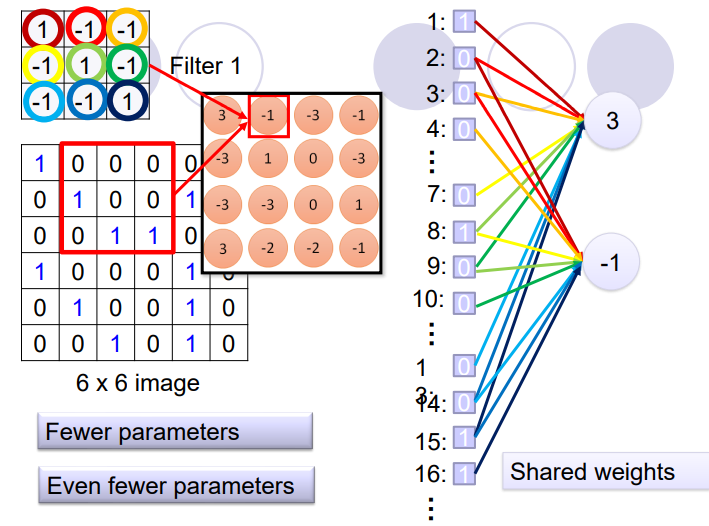 1 -1 -1
-1 1 -1
-1 -1 1
Filter 1
3 -1 -3 -1
-3 1 0 -3
-3 -3 0 1
3 -2 -2 -1
1 0 0 0 0
0 1 0 0 1
0 0 1 1 0
1 0 0 0 1 0
0 1 0 0 1 0
0 0 1 0 1 0
6 x 6 image
Fewer parameters
Even fewer parameters
1: 1
2: 0
3: 0
4: 0
⋮
7: 0
8: 1
9: 0
10: 0
⋮
13: 0
14: 0
15: 1
16: 1
⋮
3
-1
Shared weights